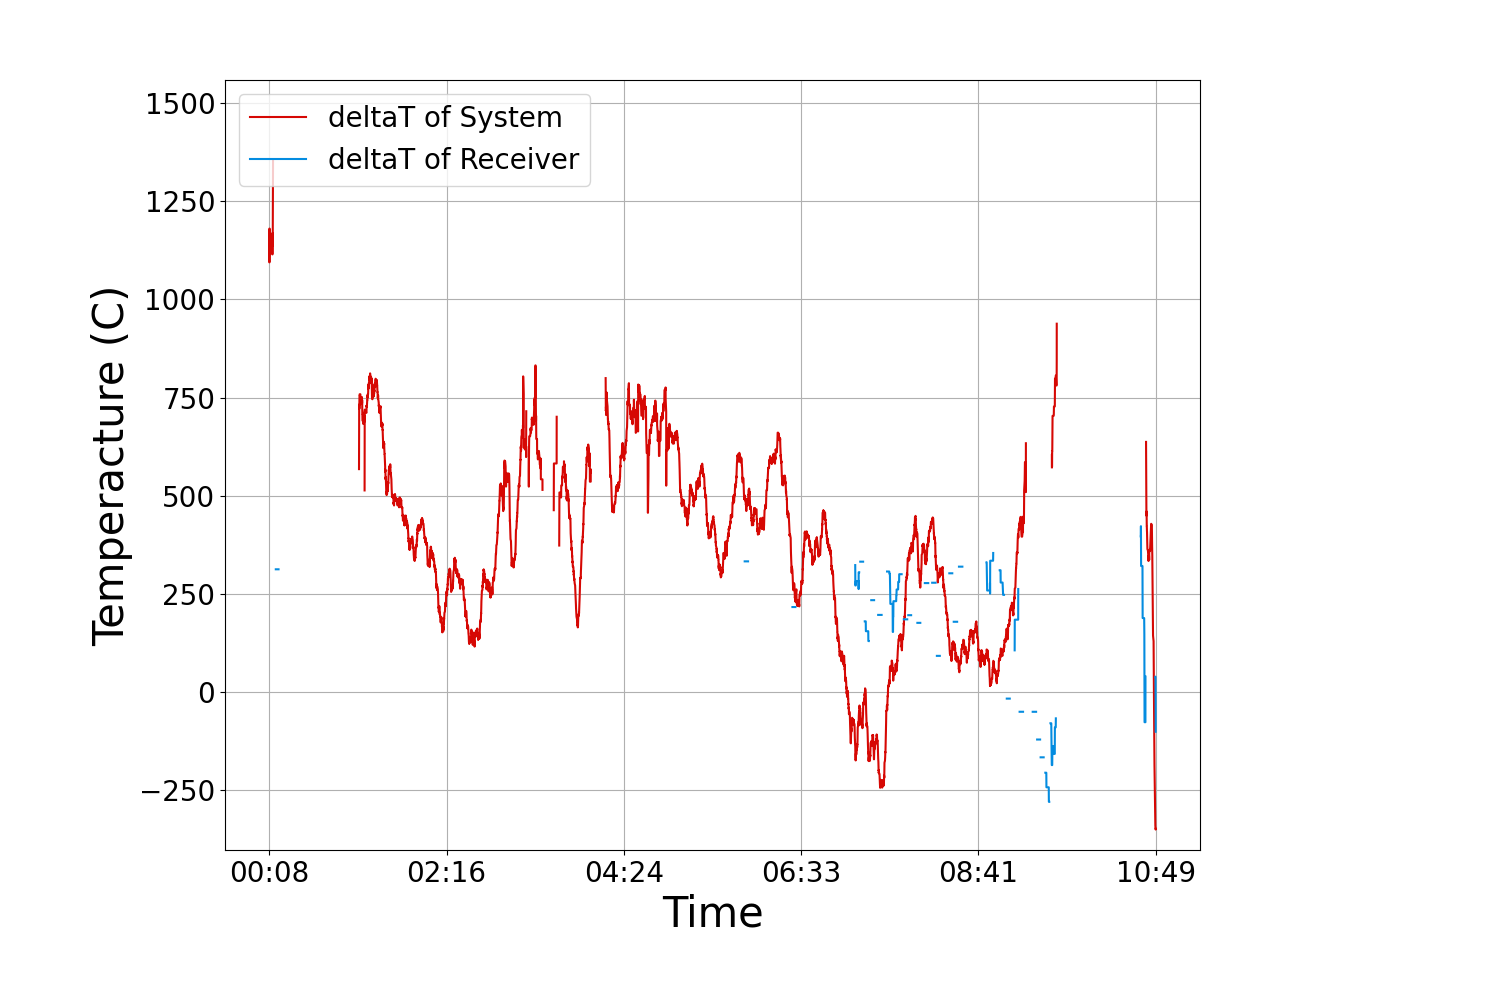 deltaT of System
deltaT of Receiver
Temperacture (C)
1500
1250
1000
750
500
250
0
−250
00:08 02:16 04:24 06:33 08:41 10:49
Time